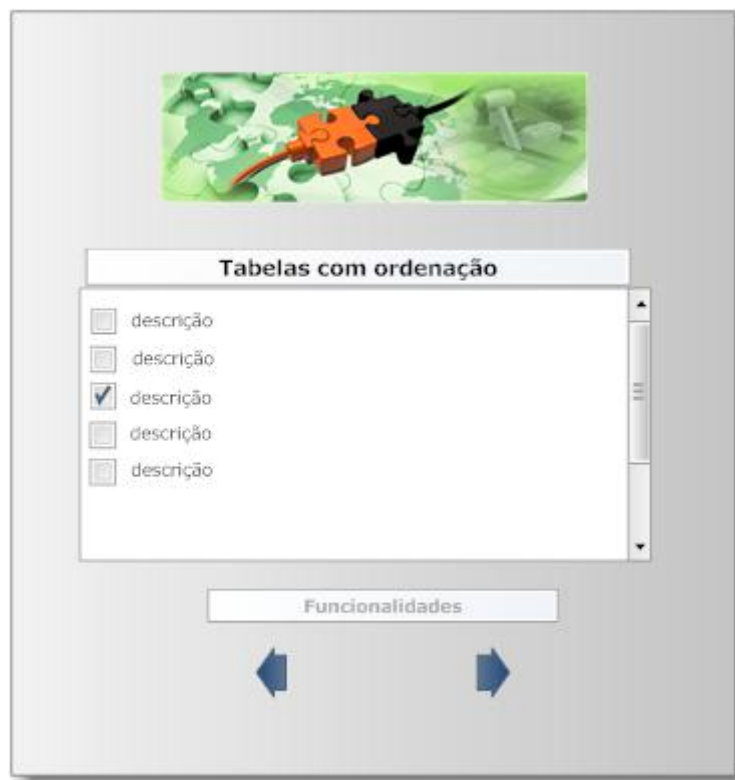 Tabelas com ordenação
descrição
descrição
descrição
descrição
descrição
Funcionalidades